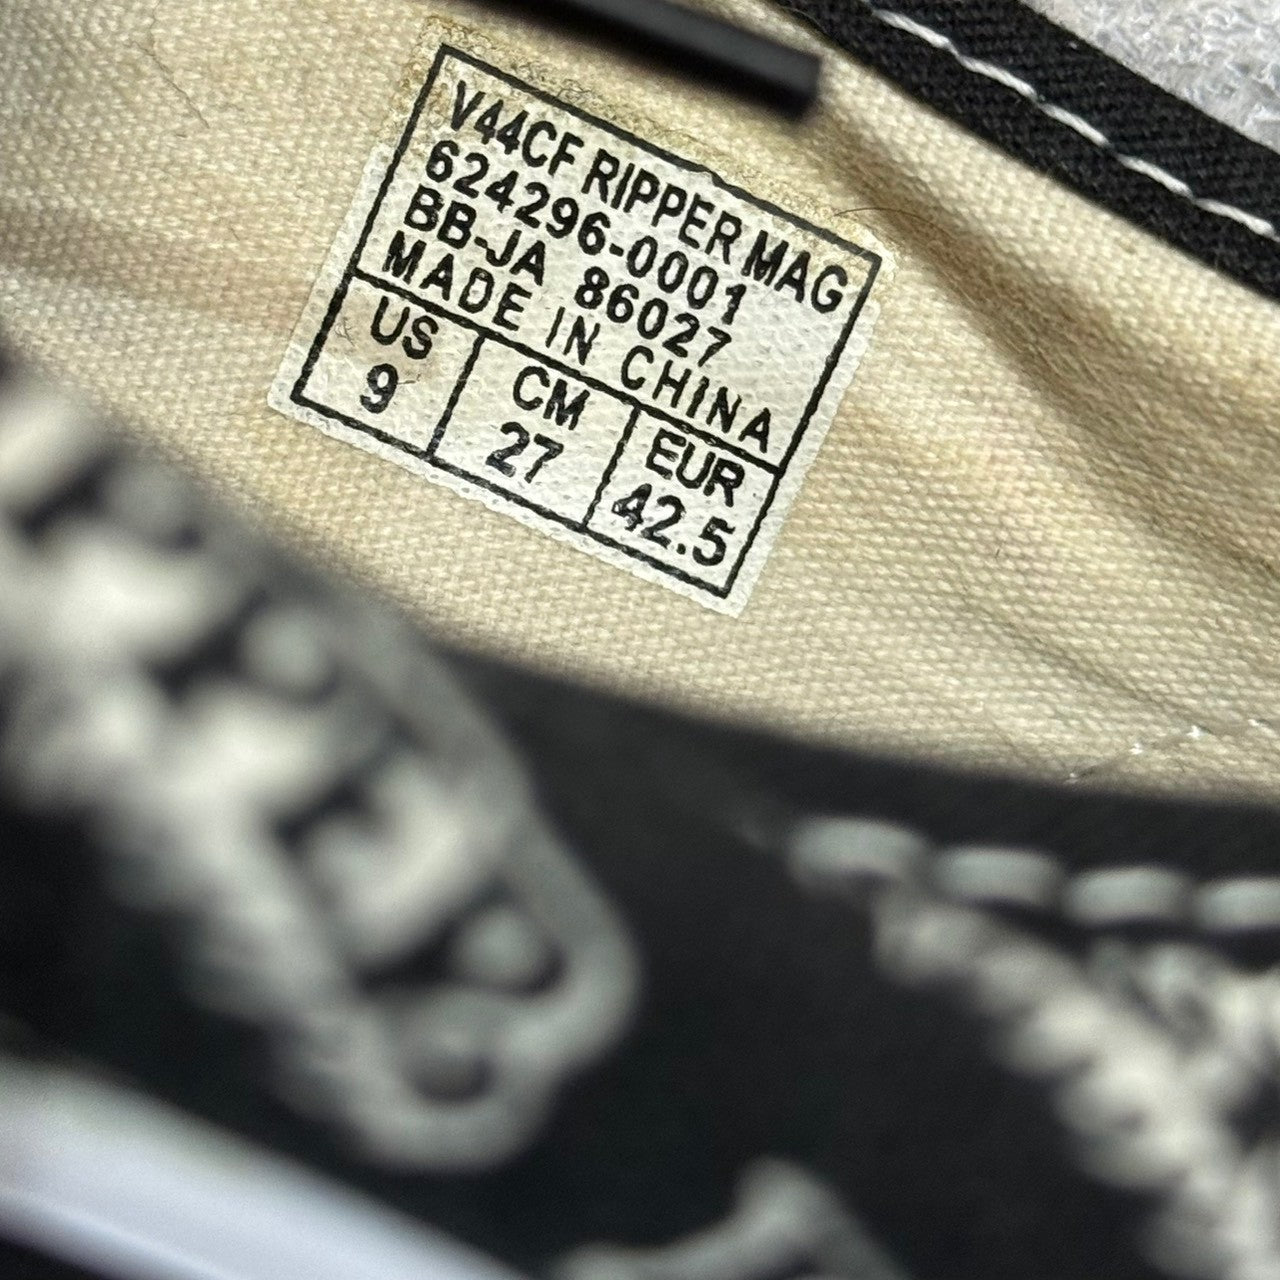 V44CF RIPPER MAG
624296-0001
BB-JA 86027
MADE IN CHINA
US CM EUR
9 27 42.5